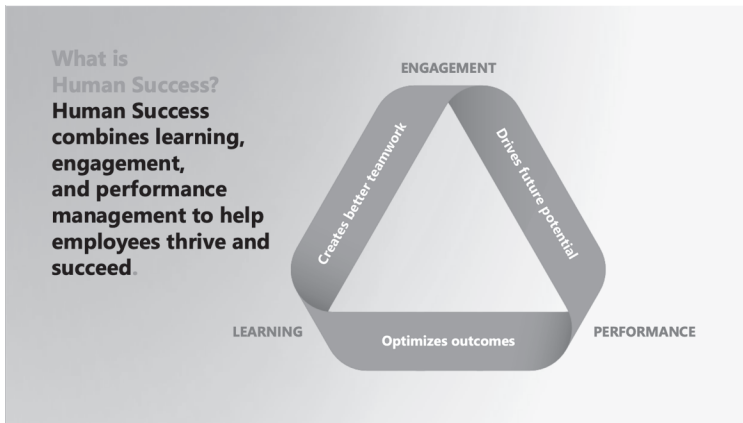 What is
Human Success?
Human Success
combines learning,
engagement,
and performance
management to help
employees thrive and
succeed.
ENGAGEMENT
Creates better teamwork
Drives future potential
LEARNING
Optimizes outcomes
PERFORMANCE